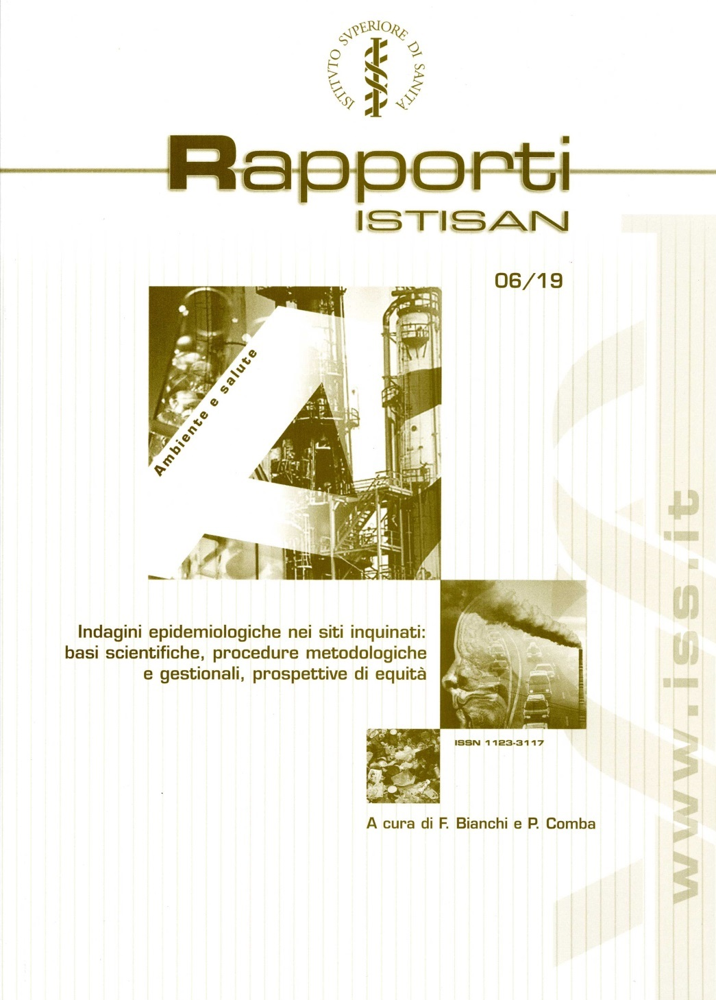 ISTITVTO SVPERIORE DI SANITÀ
Rapporti
ISTISAN
06/19
Ambiente e salute
Indagini epidemiologiche nei siti inquinati:
basi scientifiche, procedure metodologiche
e gestionali, prospettive di equità
ISSN 1123-3117
A cura di F. Bianchi e P. Comba
www.iss.it